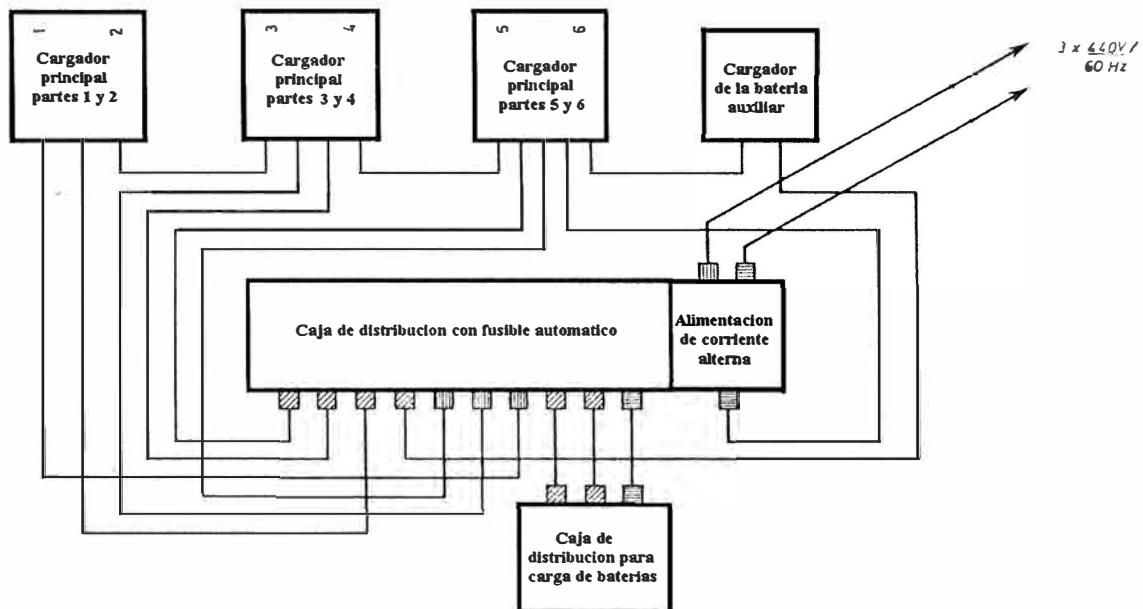 1 2
Cargador
principal
partes 1 y 2
3 4
Cargador
principal
partes 3 y 4
5 6
Cargador
principal
partes 5 y 6
Cargador
de la bateria
auxiliar
3 x 440V /
60 Hz
Caja de distribucion con fusible automatico
Alimentacion
de corriente
alterna
Caja de
distribucion para
carga de baterias